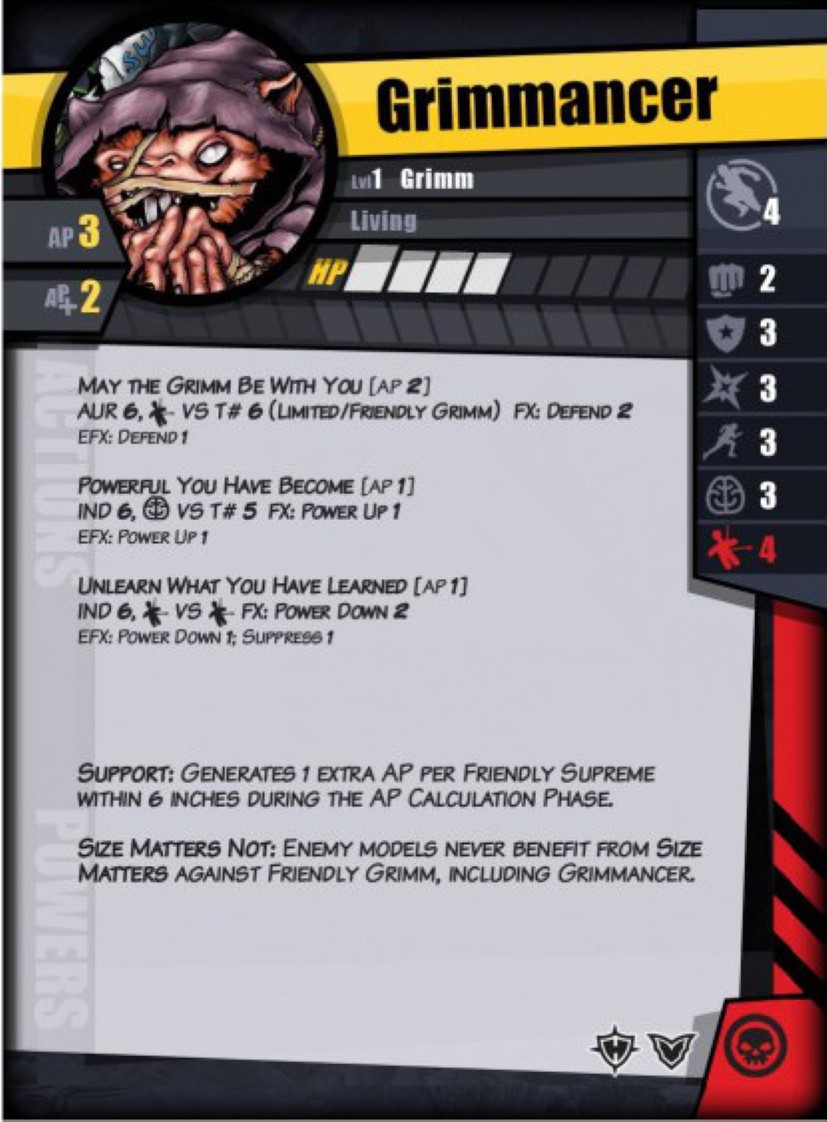 Grimmancer
Lvl1 Grimm
Living
AP 3
HP
AP+ 2
4
2
3
3
3
3
4
ACTIONS
MAY THE GRIMM BE WITH YOU [AP 2]
AUR 6, VS T# 6 (LIMITED/FRIENDLY GRIMM) FX: DEFEND 2
EFX: DEFEND 1
POWERFUL YOU HAVE BECOME [AP 1]
IND 6, VS T# 5 FX: POWER UP 1
EFX: POWER UP 1
UNLEARN WHAT YOU HAVE LEARNED [AP 1]
IND 6, VS FX: POWER DOWN 2
EFX: POWER DOWN 1; SUPPRESS 1
POWERS
SUPPORT: GENERATES 1 EXTRA AP PER FRIENDLY SUPREME
WITHIN 6 INCHES DURING THE AP CALCULATION PHASE.
SIZE MATTERS NOT: ENEMY MODELS NEVER BENEFIT FROM SIZE
MATTERS AGAINST FRIENDLY GRIMM, INCLUDING GRIMMANCER.
H